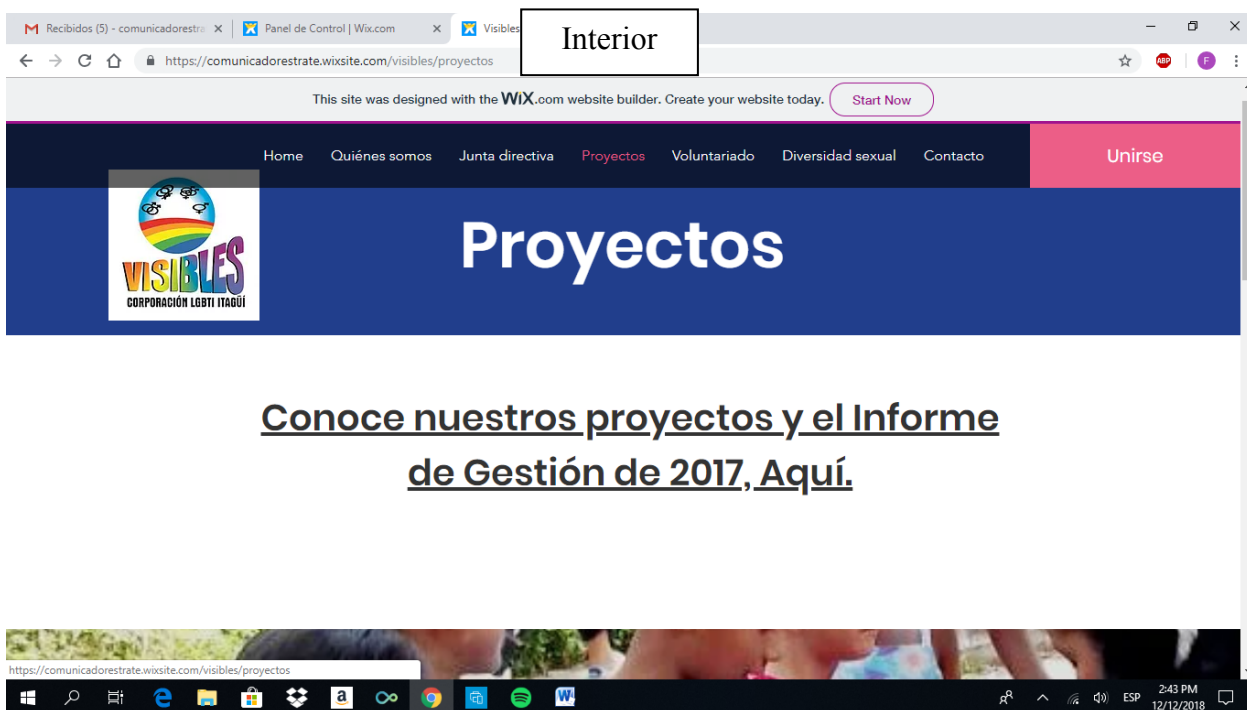 Recibidos (5) - comunicadorestra
Panel de Control | Wix.com
Visibles
Interior
https://comunicadorestrate.wixsite.com/visibles/proyectos
ABP
F
This site was designed with the WiX.com website builder. Create your website today.
Start Now
Home
Quiénes somos
Junta directiva
Proyectos
Voluntariado
Diversidad sexual
Contacto
Unirse
VISIBLES
CORPORACIÓN LGBTI ITAGÜÍ
Proyectos
Conoce nuestros proyectos y el Informe
de Gestión de 2017, Aquí.
https://comunicadorestrate.wixsite.com/visibles/proyectos
ESP
2:43 PM
12/12/2018